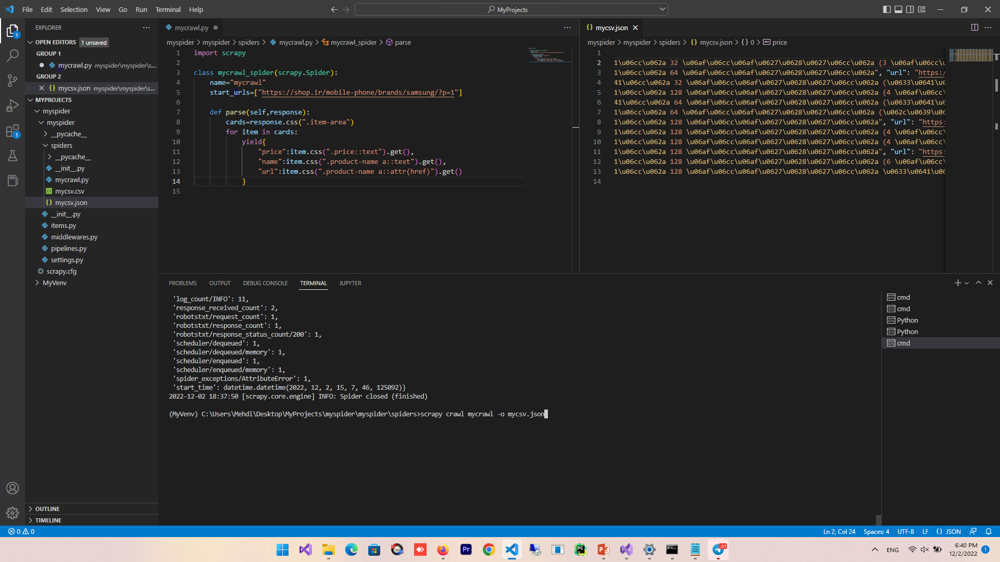 File Edit Selection View Go Run Terminal Help
MyProjects
EXPLORER
OPEN EDITORS 1 unsaved
GROUP 1
mycrawl.py myspider\myspider\s...
GROUP 2
mycsv.json myspider\myspider\s...
MYPROJECTS
myspider
myspider
__pycache__
spiders
__pycache__
__init__.py
mycrawl.py
mycsv.csv
mycsv.json
__init__.py
items.py
middlewares.py
pipelines.py
settings.py
scrapy.cfg
MyVenv
OUTLINE
TIMELINE
mycrawl.py
myspider > myspider > spiders > mycrawl.py > mycrawl_spider > parse
1 import scrapy
2
3 class mycrawl_spider(scrapy.Spider):
4 name="mycrawl"
5 start_urls=["https://shop.ir/mobile-phone/brands/samsung/?p=1"]
6
7 def parse(self,response):
8 cards=response.css(".item-area")
9 for item in cards:
10 yield{
11 "price":item.css(".price::text").get(),
12 "name":item.css(".product-name a::text").get(),
13 "url":item.css(".product-name a::attr(href)").get()
14 }
15
mycsv.json
myspider > myspider > spiders > {} mycsv.json > {} 0 > abc price
1
2 1\u06cc\u062a 32 \u06af\u06cc\u06af\u0627\u0628\u0627\u06cc\u062a (3 \u06af\u06cc\u
3 1\u06cc\u062a 64 \u06af\u06cc\u06af\u0627\u0628\u0627\u06cc\u062a", "url": "https:/
4 41\u06cc\u062a 32 \u06af\u06cc\u06af\u0627\u0628\u0627\u06cc\u062a (\u0633\u0641\u0
5 1\u06cc\u062a 128 \u06af\u06cc\u06af\u0627\u0628\u0627\u06cc\u062a (4 \u06af\u06cc\
6 41\u06cc\u062a 64 \u06af\u06cc\u06af\u0627\u0628\u0627\u06cc\u062a (\u0633\u0641\u0
7 1\u06cc\u062a 64 \u06af\u06cc\u06af\u0627\u0628\u0627\u06cc\u062a (\u062c\u0639\u06
8 1\u06cc\u062a 128 \u06af\u06cc\u06af\u0627\u0628\u0627\u06cc\u062a", "url": "https:
9 1\u06cc\u062a 128 \u06af\u06cc\u06af\u0627\u0628\u0627\u06cc\u062a (4 \u06af\u06cc\
10 1\u06cc\u062a 128 \u06af\u06cc\u06af\u0627\u0628\u0627\u06cc\u062a (4 \u06af\u06cc\
11 1\u06cc\u062a 128 \u06af\u06cc\u06af\u0627\u0628\u0627\u06cc\u062a", "url": "https:
12 1\u06cc\u062a 128 \u06af\u06cc\u06af\u0627\u0628\u0627\u06cc\u062a (6 \u06af\u06cc\
13 1\u06cc\u062a 128 \u06af\u06cc\u06af\u0627\u0628\u0627\u06cc\u062a \u0633\u0641\u06
14
PROBLEMS OUTPUT DEBUG CONSOLE TERMINAL JUPYTER
'log_count/INFO': 11,
'response_received_count': 2,
'robotstxt/request_count': 1,
'robotstxt/response_count': 1,
'robotstxt/response_status_count/200': 1,
'scheduler/dequeued': 1,
'scheduler/dequeued/memory': 1,
'scheduler/enqueued': 1,
'scheduler/enqueued/memory': 1,
'spider_exceptions/AttributeError': 1,
'start_time': datetime.datetime(2022, 12, 2, 15, 7, 46, 125092)}
2022-12-02 18:37:50 [scrapy.core.engine] INFO: Spider closed (finished)
(MyVenv) C:\Users\Mehdi\Desktop\MyProjects\myspider\myspider\spiders>scrapy crawl mycrawl -o mycsv.json
cmd
cmd
Python
Python
cmd
0 0
Ln 2, Col 24 Spaces: 4 UTF-8 LF {} JSON
ENG
6:40 PM
12/2/2022